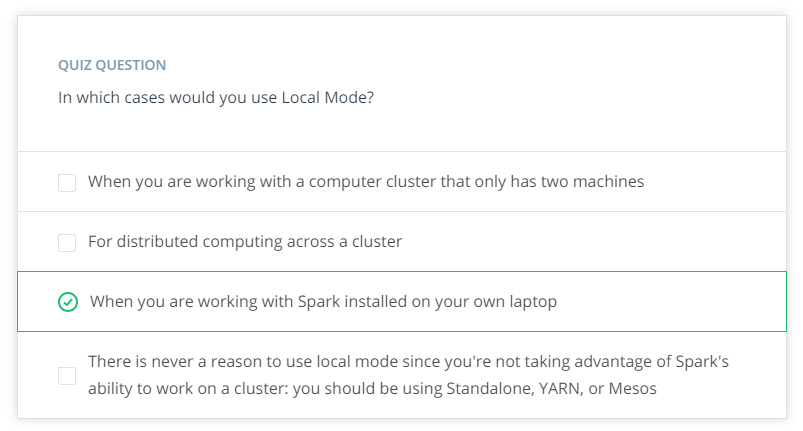 QUIZ QUESTION
In which cases would you use Local Mode?
When you are working with a computer cluster that only has two machines
For distributed computing across a cluster
When you are working with Spark installed on your own laptop
There is never a reason to use local mode since you're not taking advantage of Spark's
ability to work on a cluster: you should be using Standalone, YARN, or Mesos